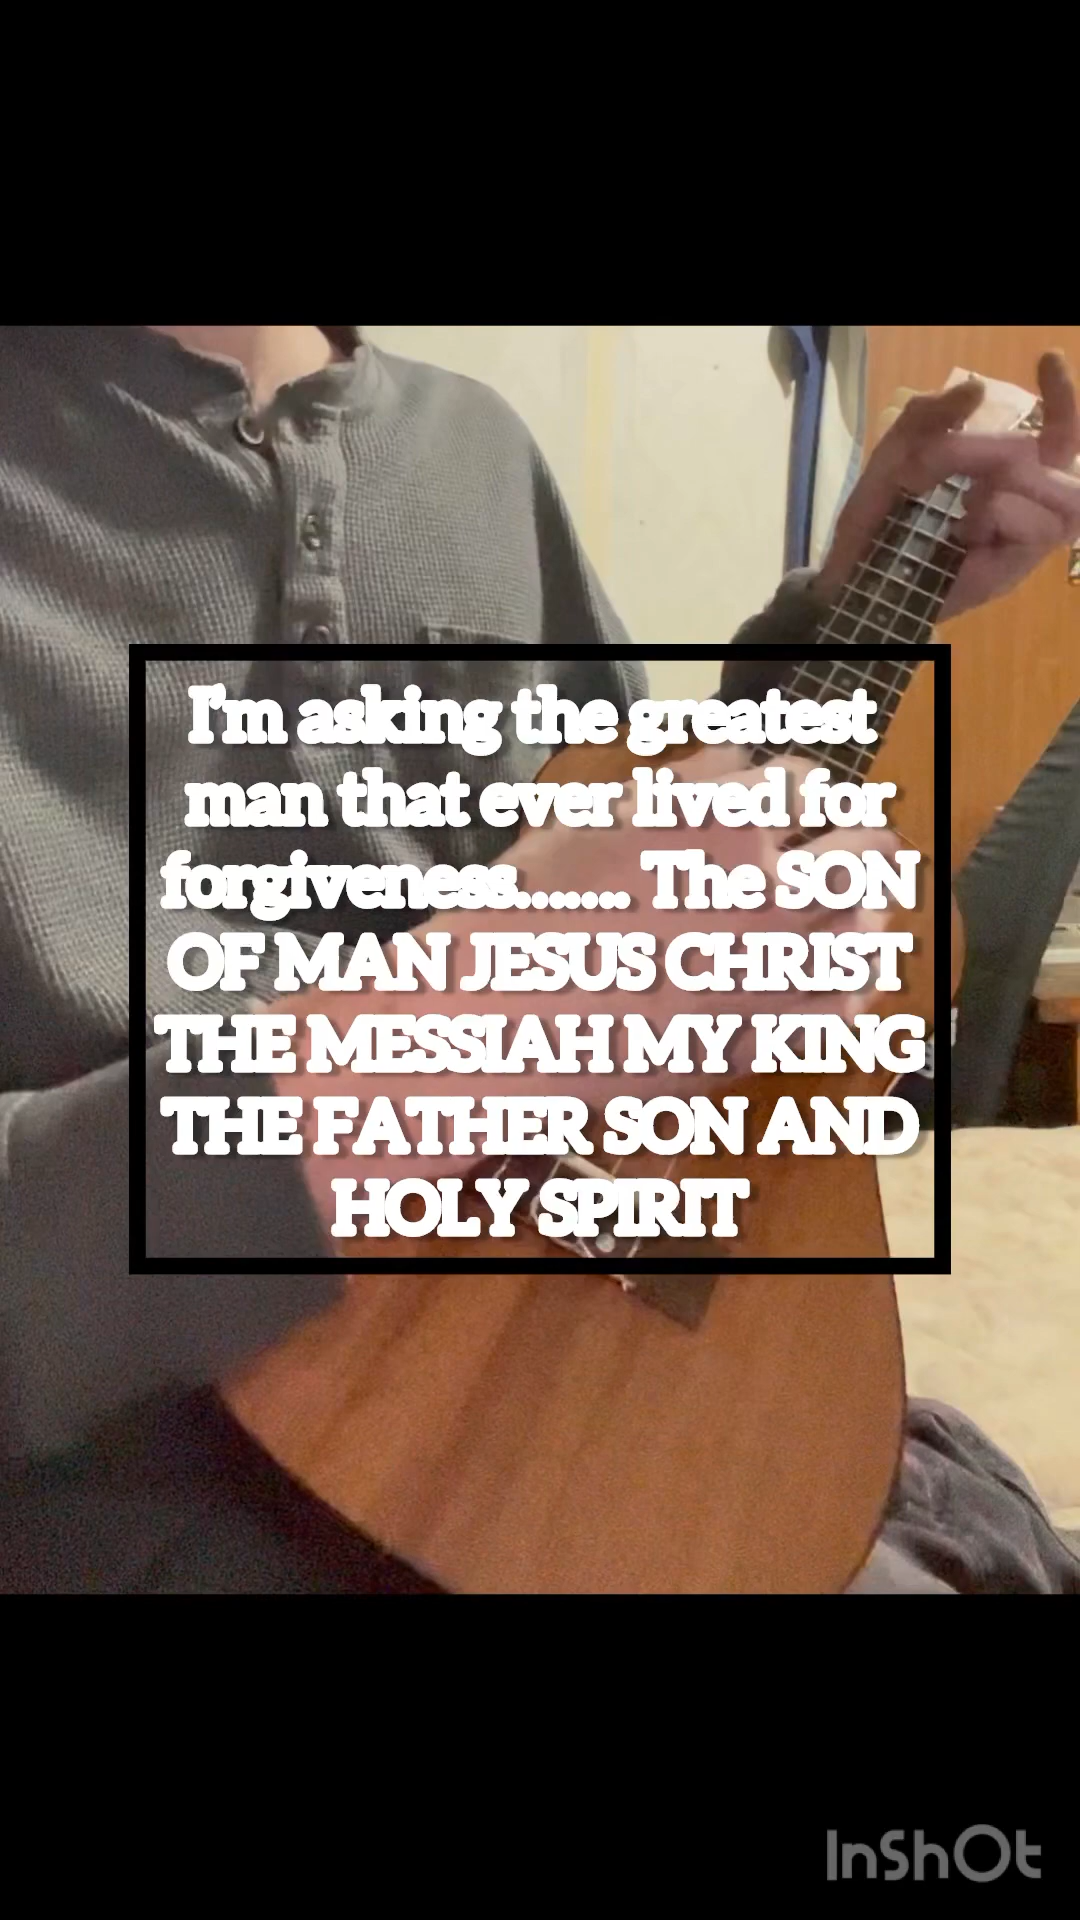 I'm asking the greatest
man that ever lived for
forgiveness....... The SON
OF MAN JESUS CHRIST
THE MESSIAH MY KING
THE FATHER SON AND
HOLY SPIRIT
InShOt